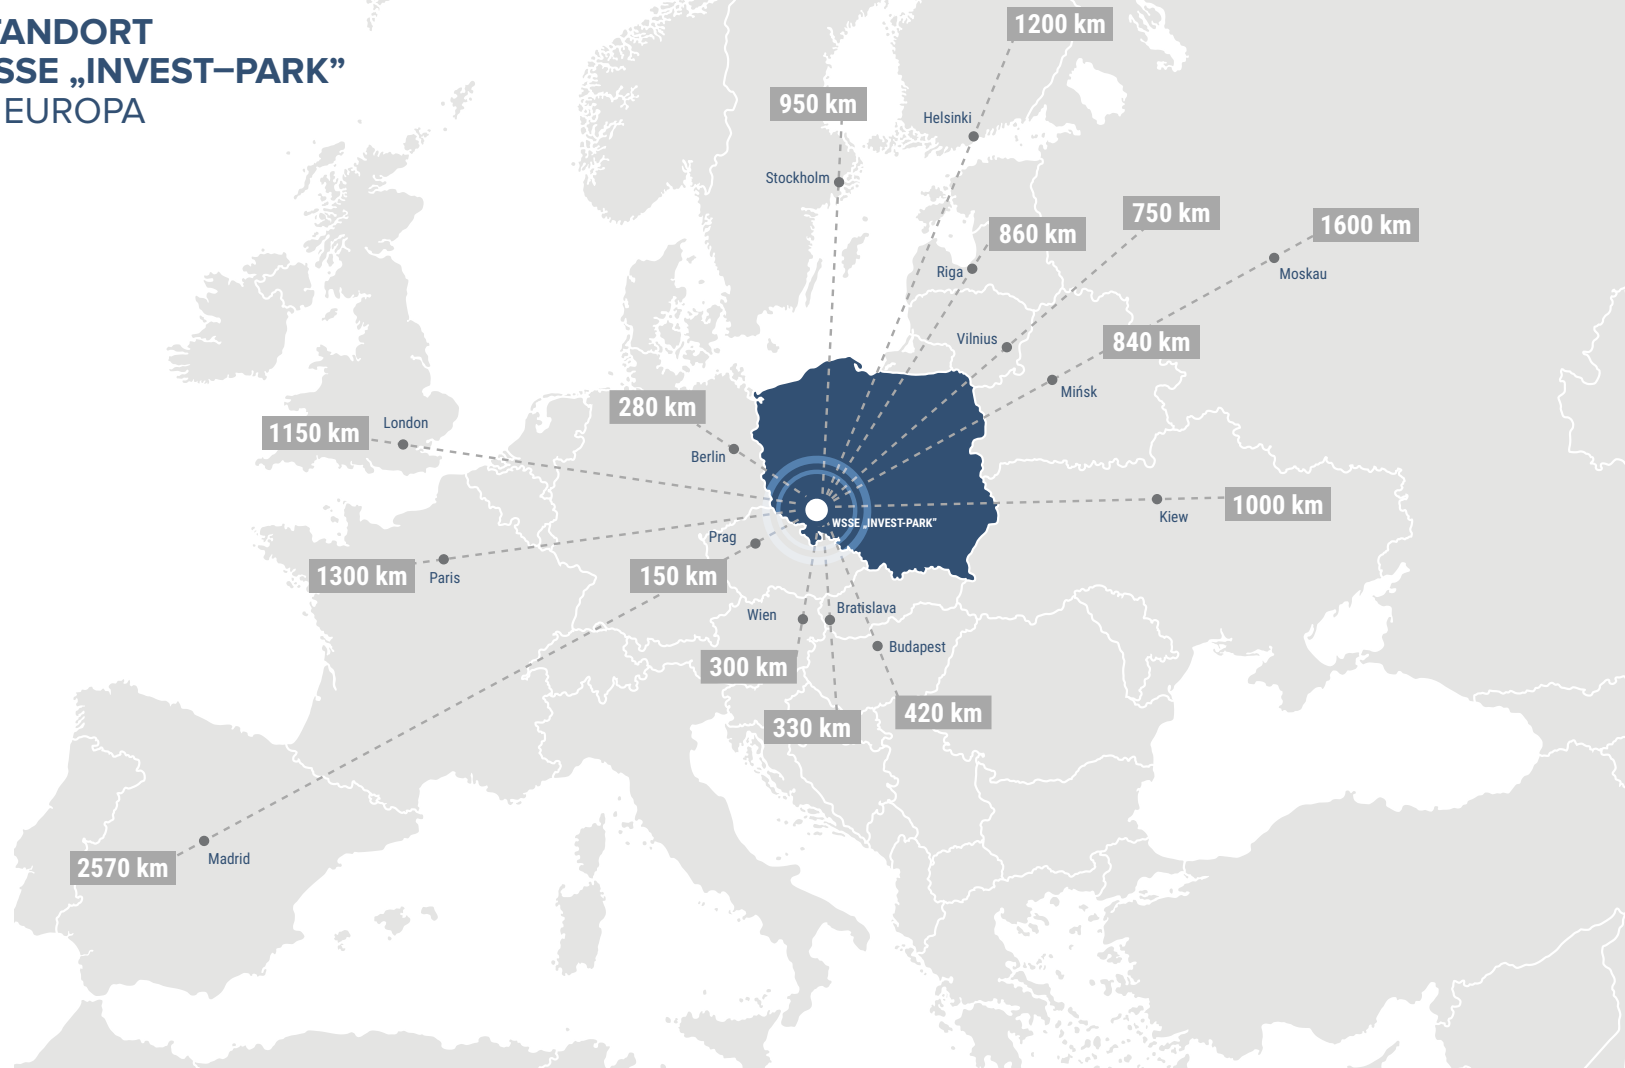 TANDORT
SSE „INVEST–PARK”
EUROPA
1200 km
950 km
Helsinki
Stockholm
750 km
860 km
1600 km
Riga
Moskau
Vilnius
840 km
Mińsk
280 km
London
1150 km
Berlin
1000 km
Kiew
WSSE „INVEST-PARK”
Prag
1300 km
Paris
150 km
Wien
Bratislava
Budapest
300 km
420 km
330 km
2570 km
Madrid